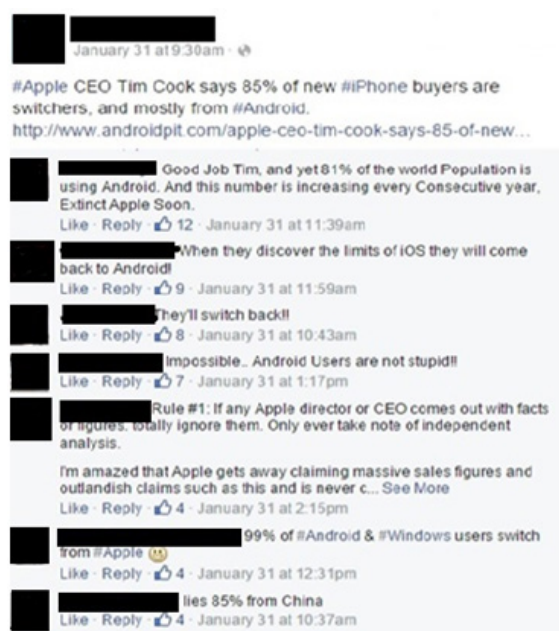 January 31 at 9:30am ·
#Apple CEO Tim Cook says 85% of new #iPhone buyers are
switchers, and mostly from #Android.
http://www.androidpit.com/apple-ceo-tim-cook-says-85-of-new...
Good Job Tim, and yet 81% of the world Population is
using Android. And this number is increasing every Consecutive year,
Extinct Apple Soon.
Like · Reply · 12 · January 31 at 11:39am
When they discover the limits of iOS they will come
back to Android!
Like · Reply · 9 · January 31 at 11:59am
They'll switch back!!
Like · Reply · 8 · January 31 at 10:43am
Impossible.. Android Users are not stupid!!
Like · Reply · 7 · January 31 at 1:17pm
Rule #1: If any Apple director or CEO comes out with facts
or figures, totally ignore them. Only ever take note of independent
analysis.
I'm amazed that Apple gets away claiming massive sales figures and
outlandish claims such as this and is never c... See More
Like · Reply · 4 · January 31 at 2:15pm
99% of #Android & #Windows users switch
from #Apple
Like · Reply · 4 · January 31 at 12:31pm
lies 85% from China
Like · Reply · 4 · January 31 at 10:37am